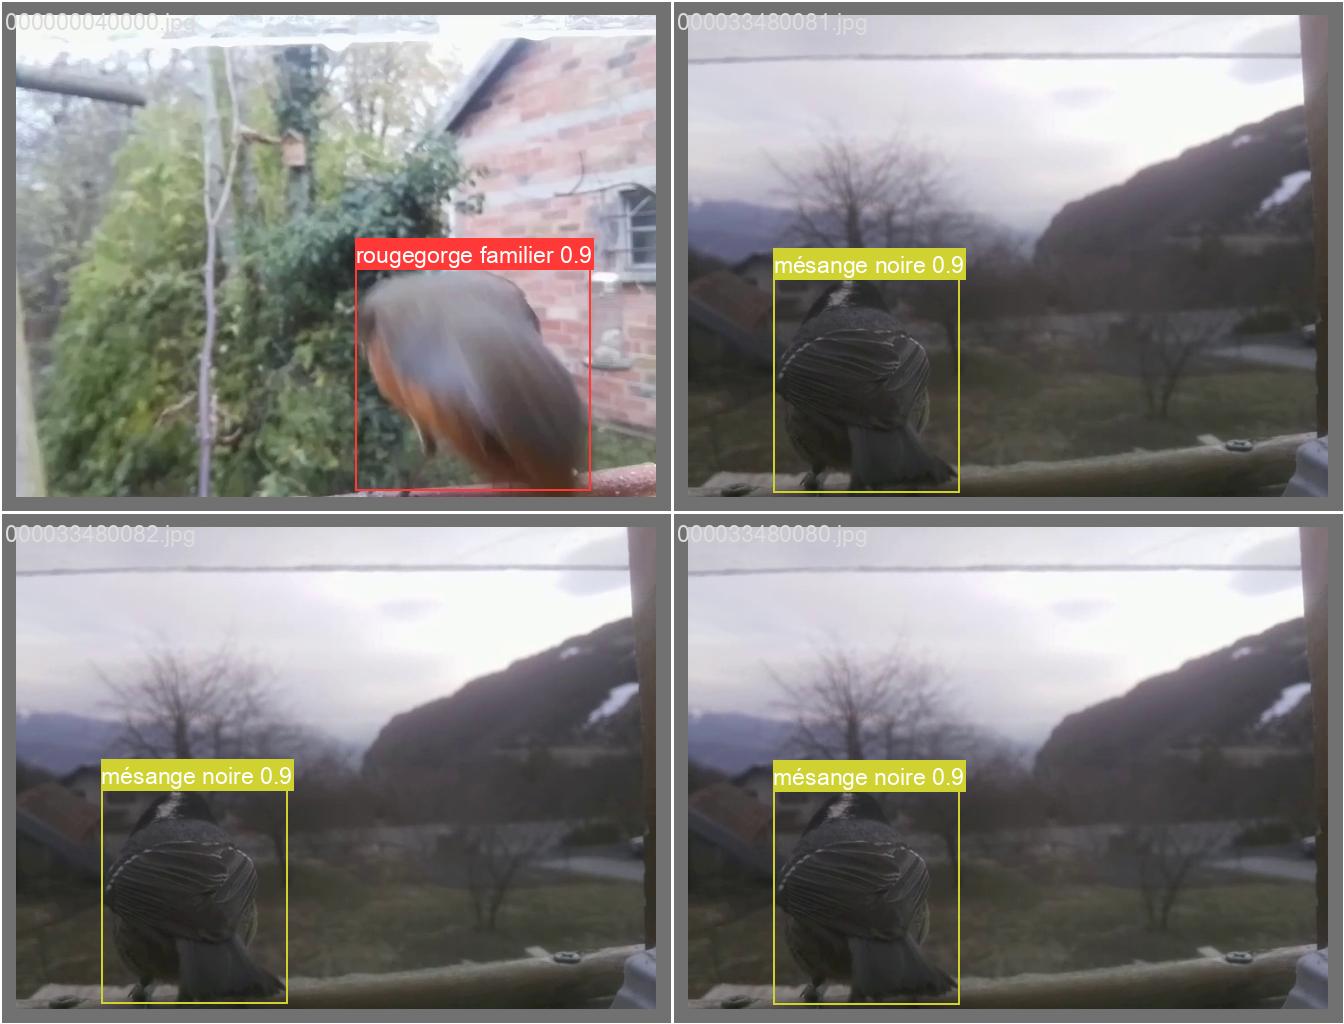 000000040000.jpg
000033480081.jpg
rougegorge familier 0.9
mésange noire 0.9
000033480082.jpg
000033480080.jpg
mésange noire 0.9
mésange noire 0.9